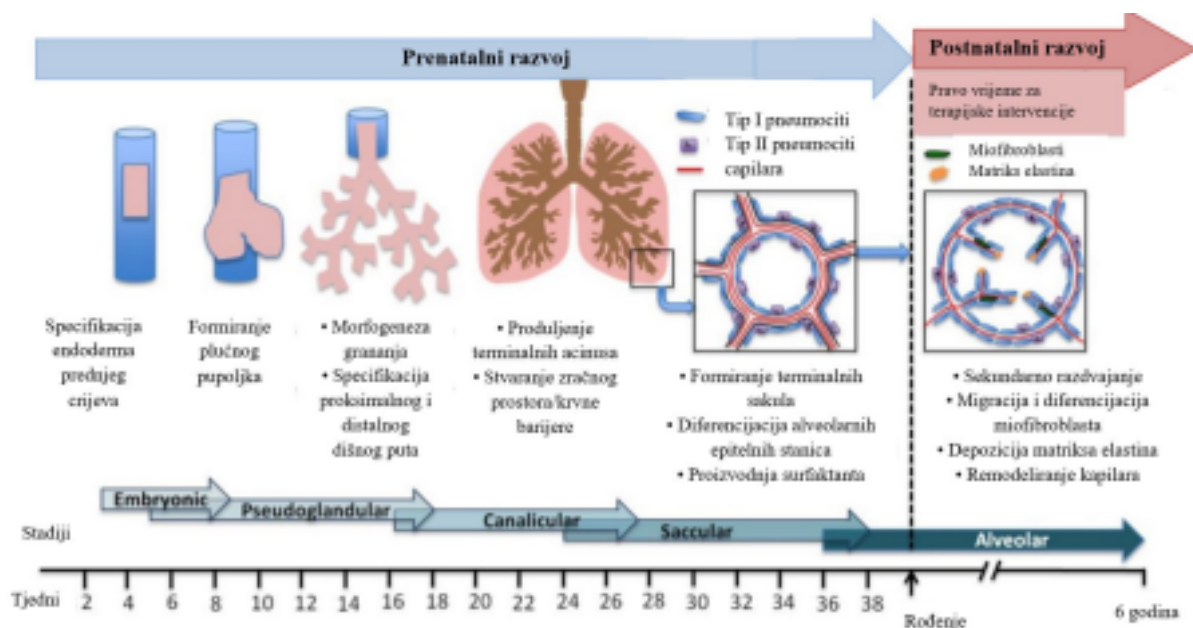 Prenatalni razvoj
Postnatalni razvoj
Pravo vrijeme za
terapijske intervencije
Tip I pneumociti
Tip II pneumociti
capilara
Miofibroblasti
Matriks elastina
Specifikacija
endoderma
prednjeg
crijeva
Formiranje
plućnog
pupoljka
• Morfogeneza
grananja
• Specifikacija
proksimalnog i
distalnog
dišnog puta
• Produljenje
terminalnih acinusa
• Stvaranje zračnog
prostora/krvne
barijere
• Formiranje terminalnih
sakula
• Diferencijacija alveolarnih
epitelnih stanica
• Proizvodnja surfaktanta
• Sekundarno razdvajanje
• Migracija i diferencijacija
miofibroblasta
• Depozicija matriksa elastina
• Remodeliranje kapilara
Stadiji
Embryonic
Pseudoglandular
Canalicular
Saccular
Alveolar
Tjedni 2 4 6 8 10 12 14 16 18 20 22 24 26 28 30 32 34 36 38
Rođenje
6 godina